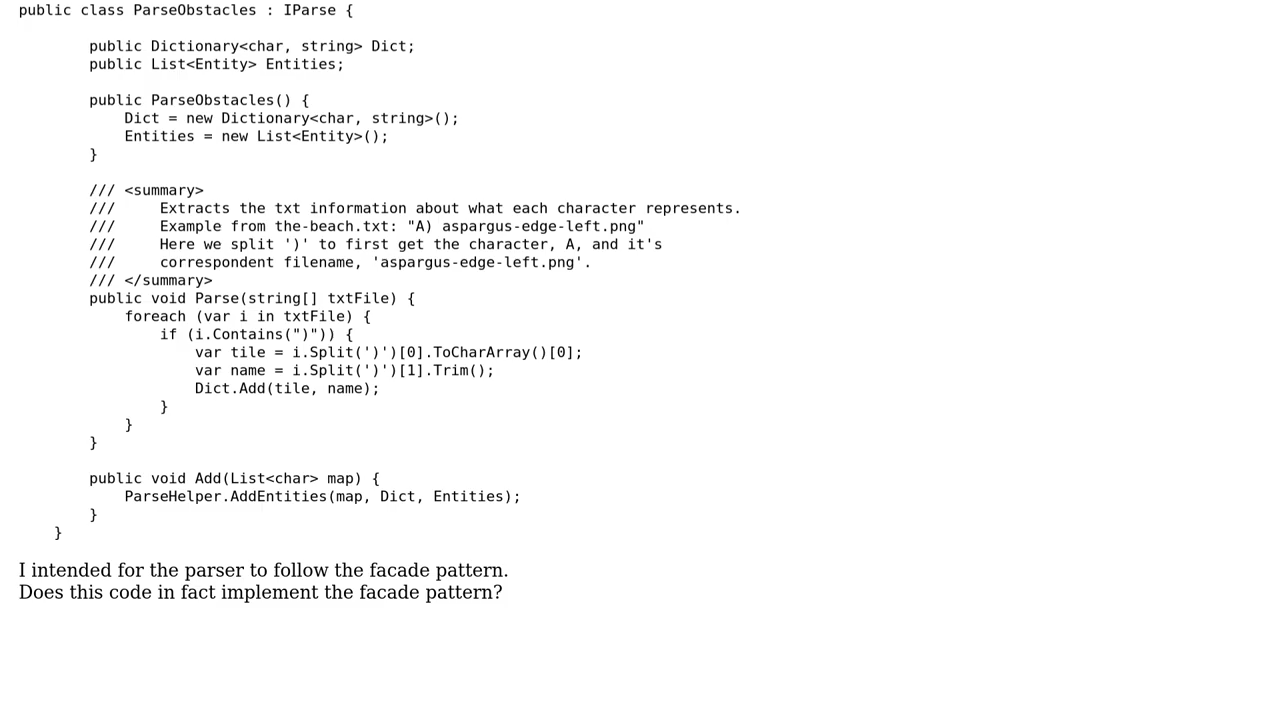 public class ParseObstacles : IParse {
public Dictionary<char, string> Dict;
public List<Entity> Entities;
public ParseObstacles() {
Dict = new Dictionary<char, string>();
Entities = new List<Entity>();
}
/// <summary>
///     Extracts the txt information about what each character represents.
///     Example from the-beach.txt: "A) aspargus-edge-left.png"
///     Here we split ')' to first get the character, A, and it's
///     correspondent filename, 'aspargus-edge-left.png'.
/// </summary>
public void Parse(string[] txtFile) {
foreach (var i in txtFile) {
if (i.Contains(")")) {
var tile = i.Split(')')[0].ToCharArray()[0];
var name = i.Split(')')[1].Trim();
Dict.Add(tile, name);
}
}
}
public void Add(List<char> map) {
ParseHelper.AddEntities(map, Dict, Entities);
}
}
I intended for the parser to follow the facade pattern.
Does this code in fact implement the facade pattern?